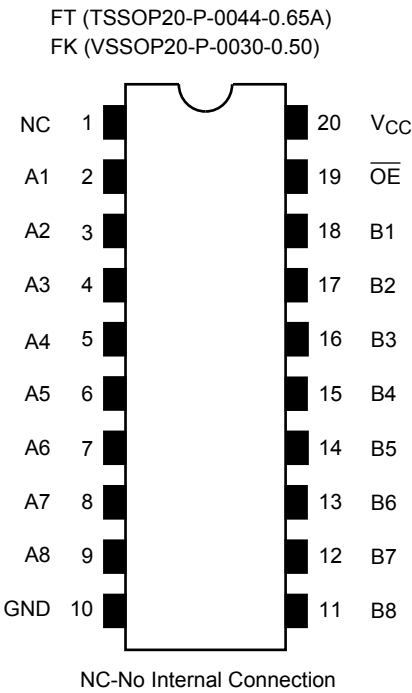 FT (TSSOP20-P-0044-0.65A)
FK (VSSOP20-P-0030-0.50)
NC 1 20 VCC
A1 2 19 O̅E̅
A2 3 18 B1
A3 4 17 B2
A4 5 16 B3
A5 6 15 B4
A6 7 14 B5
A7 8 13 B6
A8 9 12 B7
GND 10 11 B8
NC-No Internal Connection